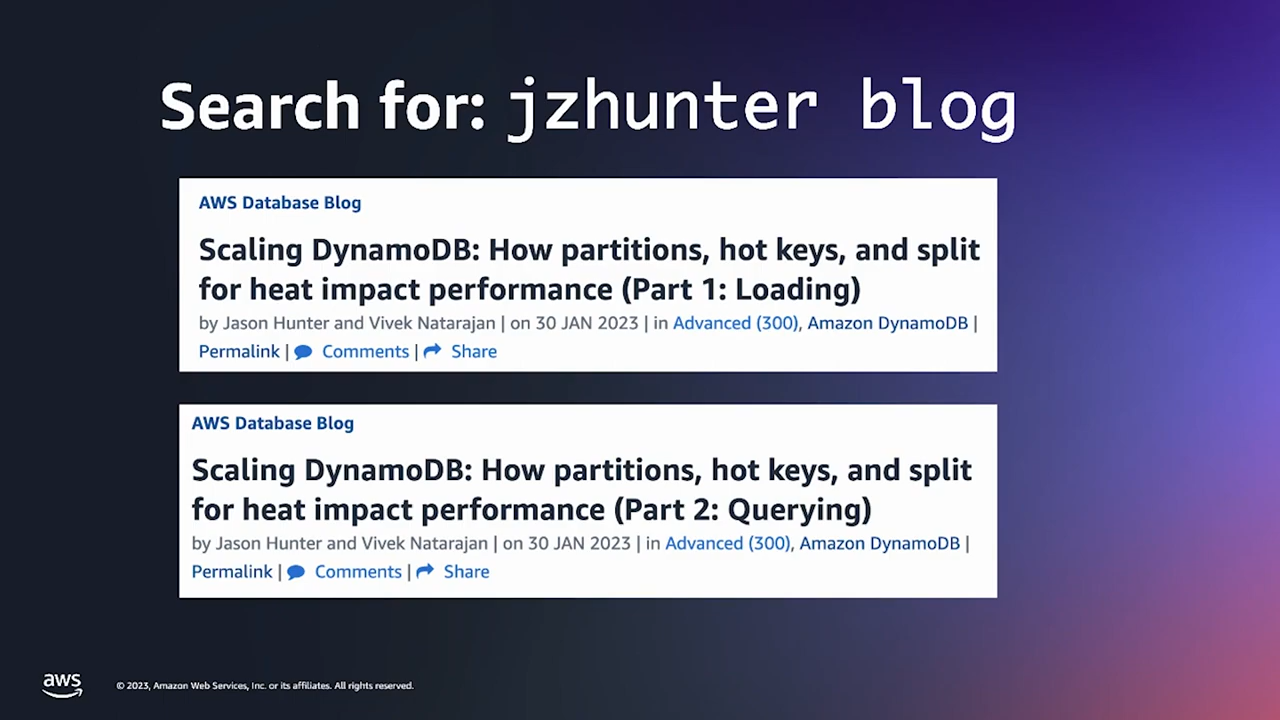 Search for: jzhunter blog
AWS Database Blog
Scaling DynamoDB: How partitions, hot keys, and split
for heat impact performance (Part 1: Loading)
by Jason Hunter and Vivek Natarajan | on 30 JAN 2023 | in Advanced (300), Amazon DynamoDB |
Permalink | Comments | Share
AWS Database Blog
Scaling DynamoDB: How partitions, hot keys, and split
for heat impact performance (Part 2: Querying)
by Jason Hunter and Vivek Natarajan | on 30 JAN 2023 | in Advanced (300), Amazon DynamoDB |
Permalink | Comments | Share
aws
© 2023, Amazon Web Services, Inc. or its affiliates. All rights reserved.